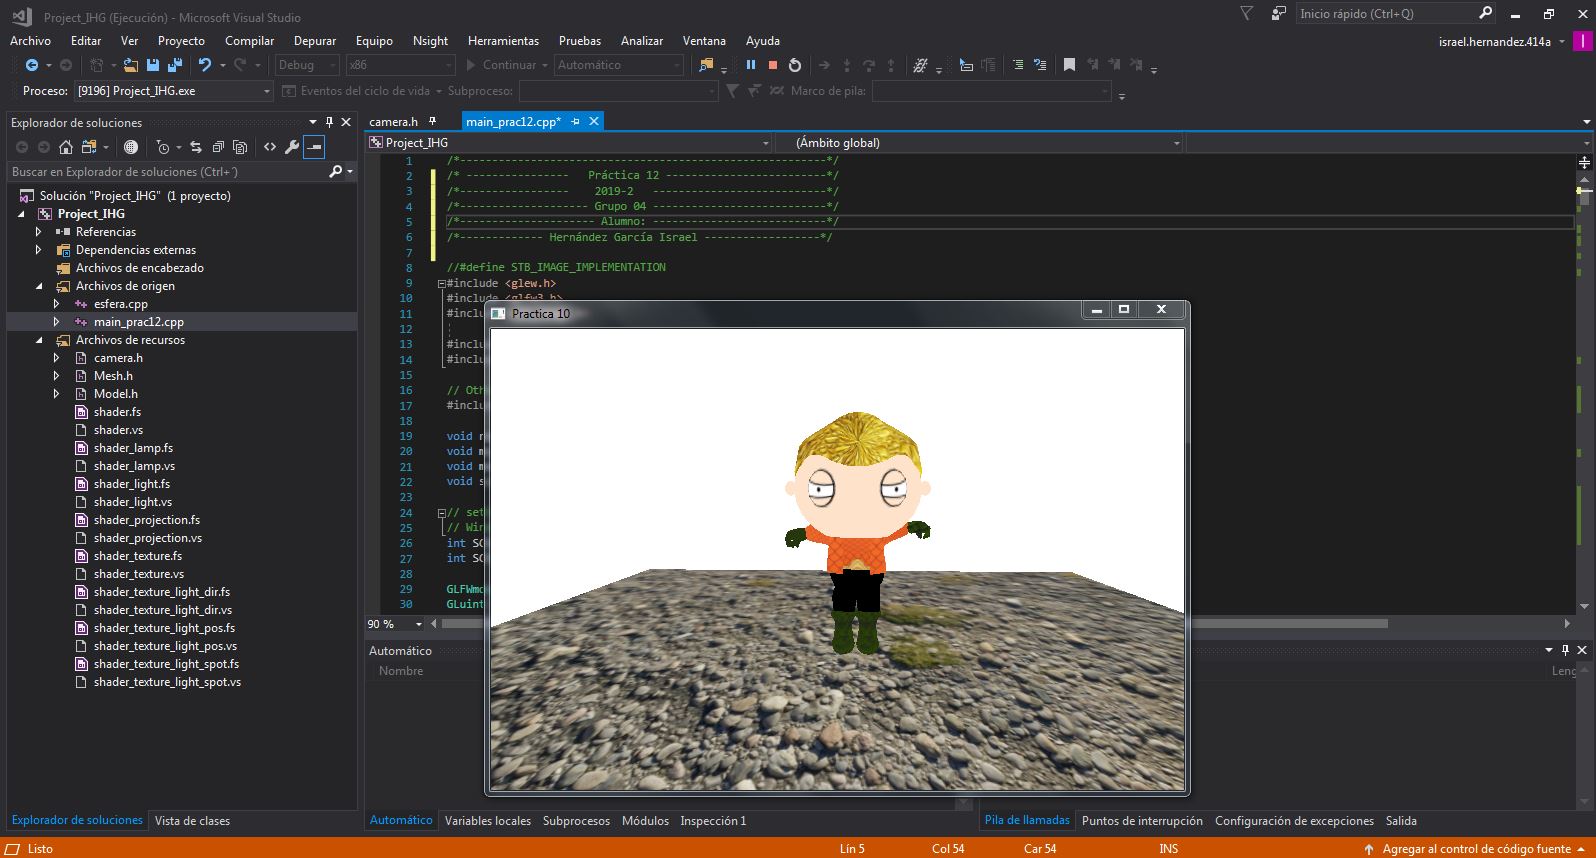 Project_IHG (Ejecución) - Microsoft Visual Studio
Inicio rápido (Ctrl+Q)
Archivo Editar Ver Proyecto Compilar Depurar Equipo Nsight Herramientas Pruebas Analizar Ventana Ayuda
israel.hernandez.414a
I
Debug x86 Continuar Automático
Proceso: [9196] Project_IHG.exe Eventos del ciclo de vida Subproceso: Marco de pila:
Explorador de soluciones
Buscar en Explorador de soluciones (Ctrl+´)
Solución "Project_IHG" (1 proyecto)
Project_IHG
Referencias
Dependencias externas
Archivos de encabezado
Archivos de origen
esfera.cpp
main_prac12.cpp
Archivos de recursos
camera.h
Mesh.h
Model.h
shader.fs
shader.vs
shader_lamp.fs
shader_lamp.vs
shader_light.fs
shader_light.vs
shader_projection.fs
shader_projection.vs
shader_texture.fs
shader_texture.vs
shader_texture_light_dir.fs
shader_texture_light_dir.vs
shader_texture_light_pos.fs
shader_texture_light_pos.vs
shader_texture_light_spot.fs
shader_texture_light_spot.vs
Explorador de soluciones Vista de clases
camera.h main_prac12.cpp*
Project_IHG (Ámbito global)
1 /*---------------------------------------------------------*/
2 /* ---------------- Práctica 12 -------------------------*/
3 /*----------------- 2019-2 ---------------------------*/
4 /*-------------------- Grupo 04 ---------------------------*/
5 /*--------------------- Alumno: ---------------------------*/
6 /*------------- Hernández García Israel ------------------*/
7
8 //#define STB_IMAGE_IMPLEMENTATION
9 #include <glew.h>
10 #include <glfw3.h>
11 #inclu
12
13 #inclu
14 #inclu
15
16 // Oth
17 #inclu
18
19 void r
20 void m
21 void m
22 void s
23
24 // set
25 // Win
26 int SC
27 int SC
28
29 GLFWmo
30 GLuint
90 %
Practica 10
Automático
Nombre
Leng
Automático Variables locales Subprocesos Módulos Inspección 1
Pila de llamadas Puntos de interrupción Configuración de excepciones Salida
Listo Lín 5 Col 54 Car 54 INS Agregar al control de código fuente